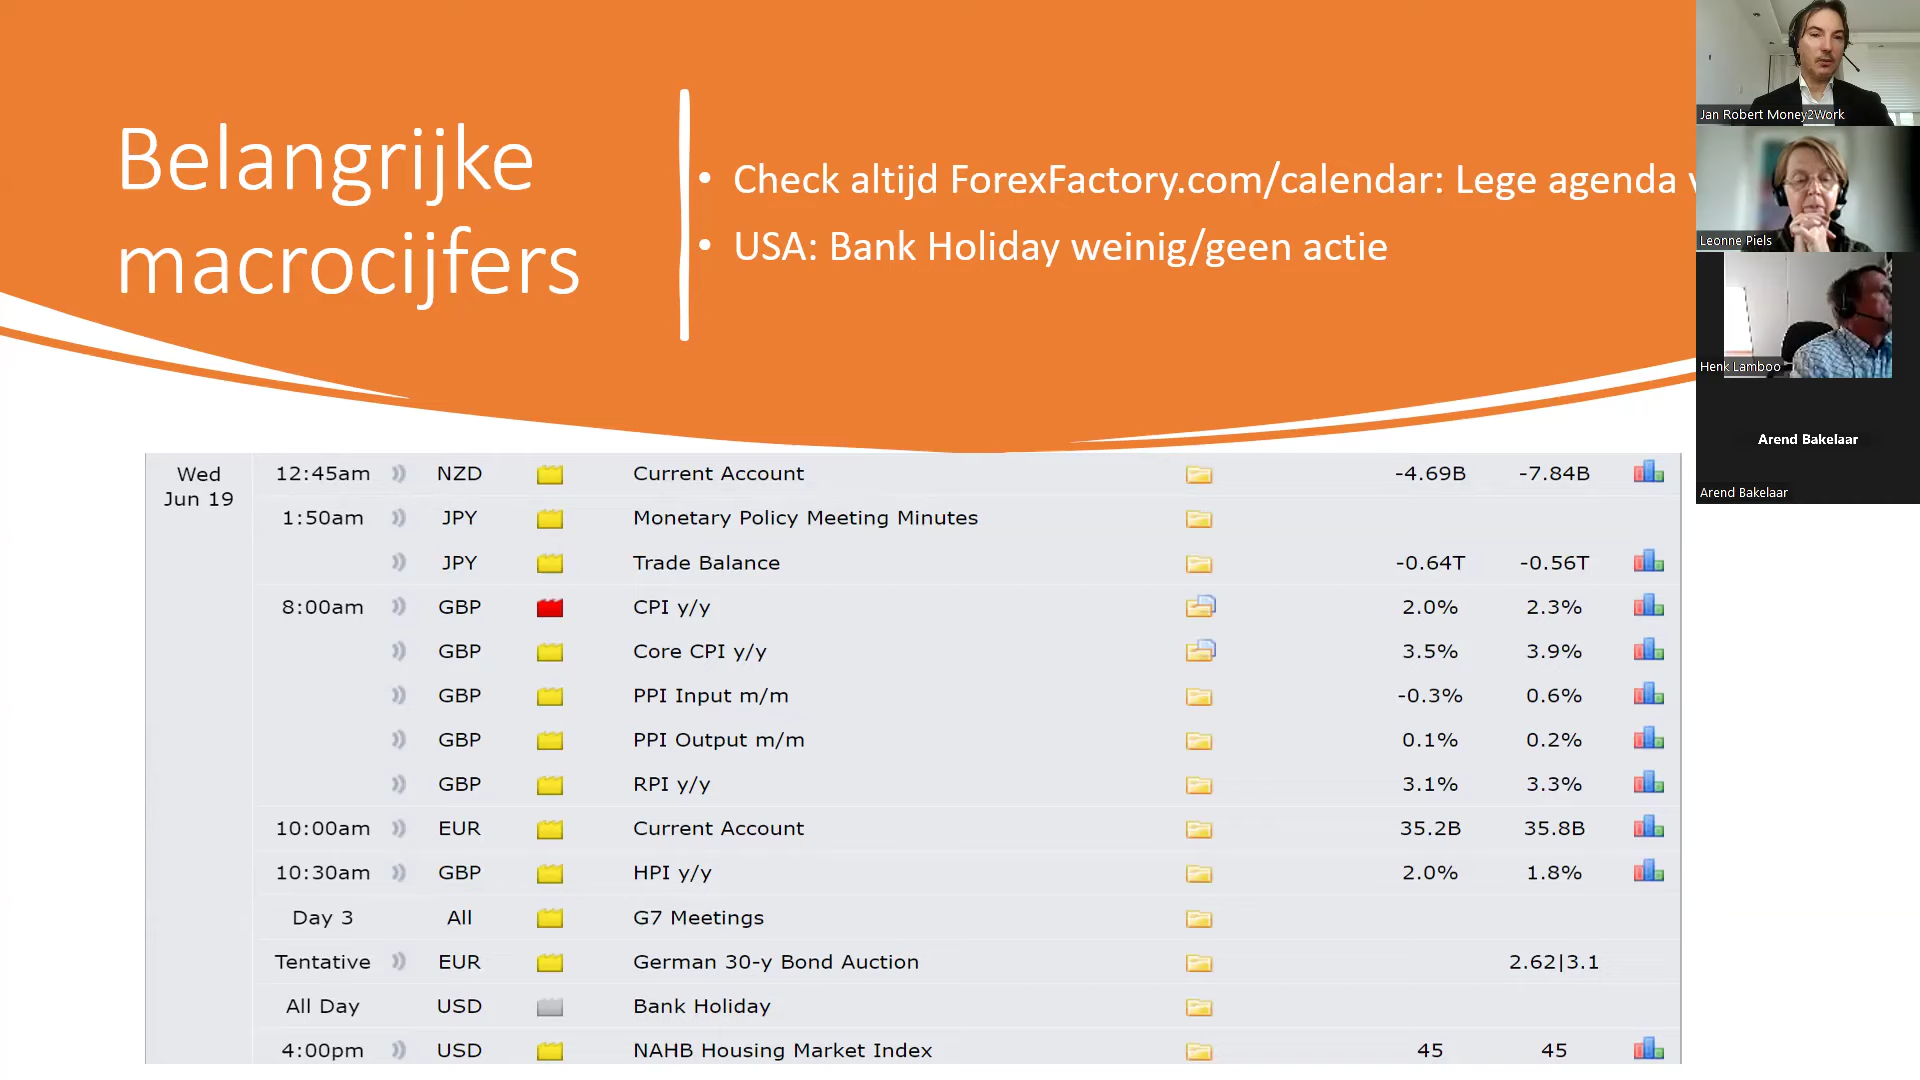 Belangrijke
macrocijfers
• Check altijd ForexFactory.com/calendar: Lege agenda
• USA: Bank Holiday weinig/geen actie
Jan Robert Money2Work
Leonne Piels
Henk Lamboo
Arend Bakelaar
Arend Bakelaar
Wed
Jun 19
12:45am NZD Current Account -4.69B -7.84B
1:50am JPY Monetary Policy Meeting Minutes
JPY Trade Balance -0.64T -0.56T
8:00am GBP CPI y/y 2.0% 2.3%
GBP Core CPI y/y 3.5% 3.9%
GBP PPI Input m/m -0.3% 0.6%
GBP PPI Output m/m 0.1% 0.2%
GBP RPI y/y 3.1% 3.3%
10:00am EUR Current Account 35.2B 35.8B
10:30am GBP HPI y/y 2.0% 1.8%
Day 3 All G7 Meetings
Tentative EUR German 30-y Bond Auction 2.62|3.1
All Day USD Bank Holiday
4:00pm USD NAHB Housing Market Index 45 45